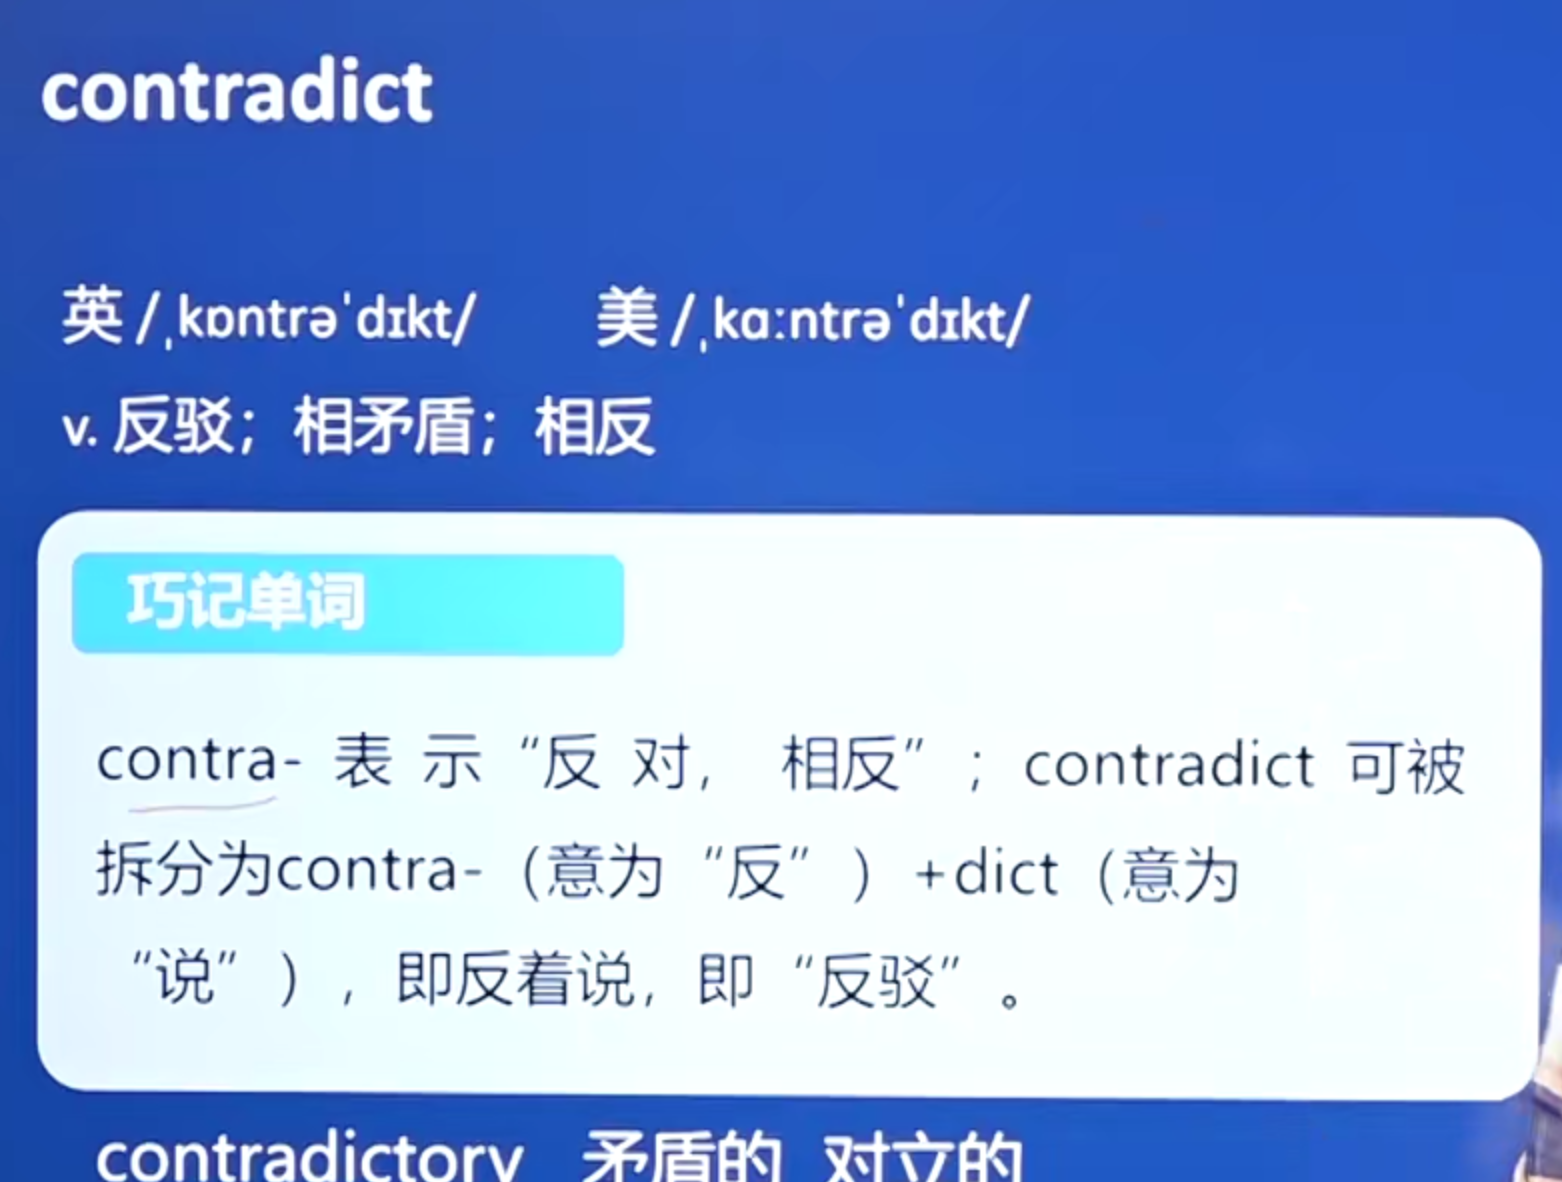 contradict
英 /ˌkɒntrəˈdɪkt/ 美 /ˌkɑːntrəˈdɪkt/
v. 反驳；相矛盾；相反
巧记单词
contra- 表 示 “反 对， 相反” ；contradict 可被
拆分为contra-（意为 “反” ）+dict（意为
“说” ），即反着说，即 “反驳” 。
contradictory 矛盾的 对立的